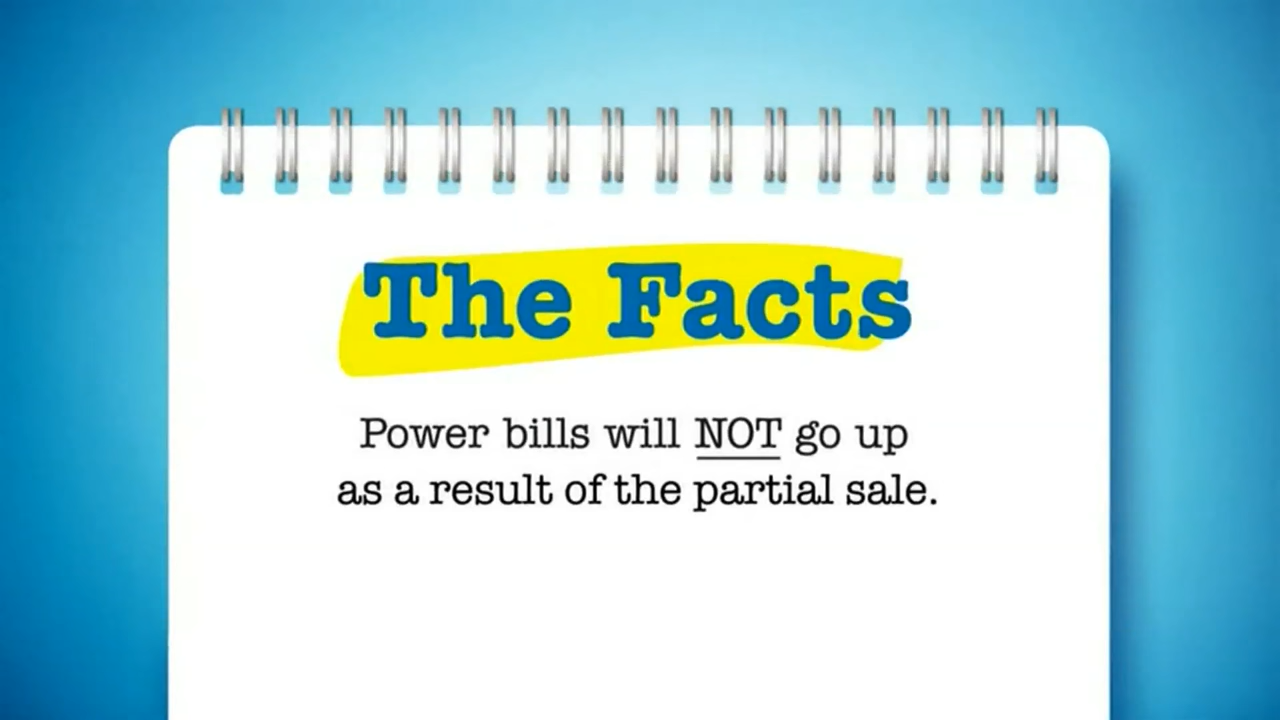 The Facts
Power bills will NOT go up
as a result of the partial sale.